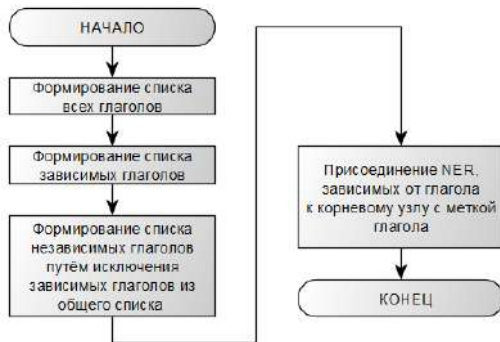 НАЧАЛО
Формирование списка
всех глаголов
Формирование списка
зависимых глаголов
Формирование списка
независимых глаголов
путём исключения
зависимых глаголов из
общего списка
Присоединение NER,
зависимых от глагола
к корневому узлу с меткой
глагола
КОНЕЦ